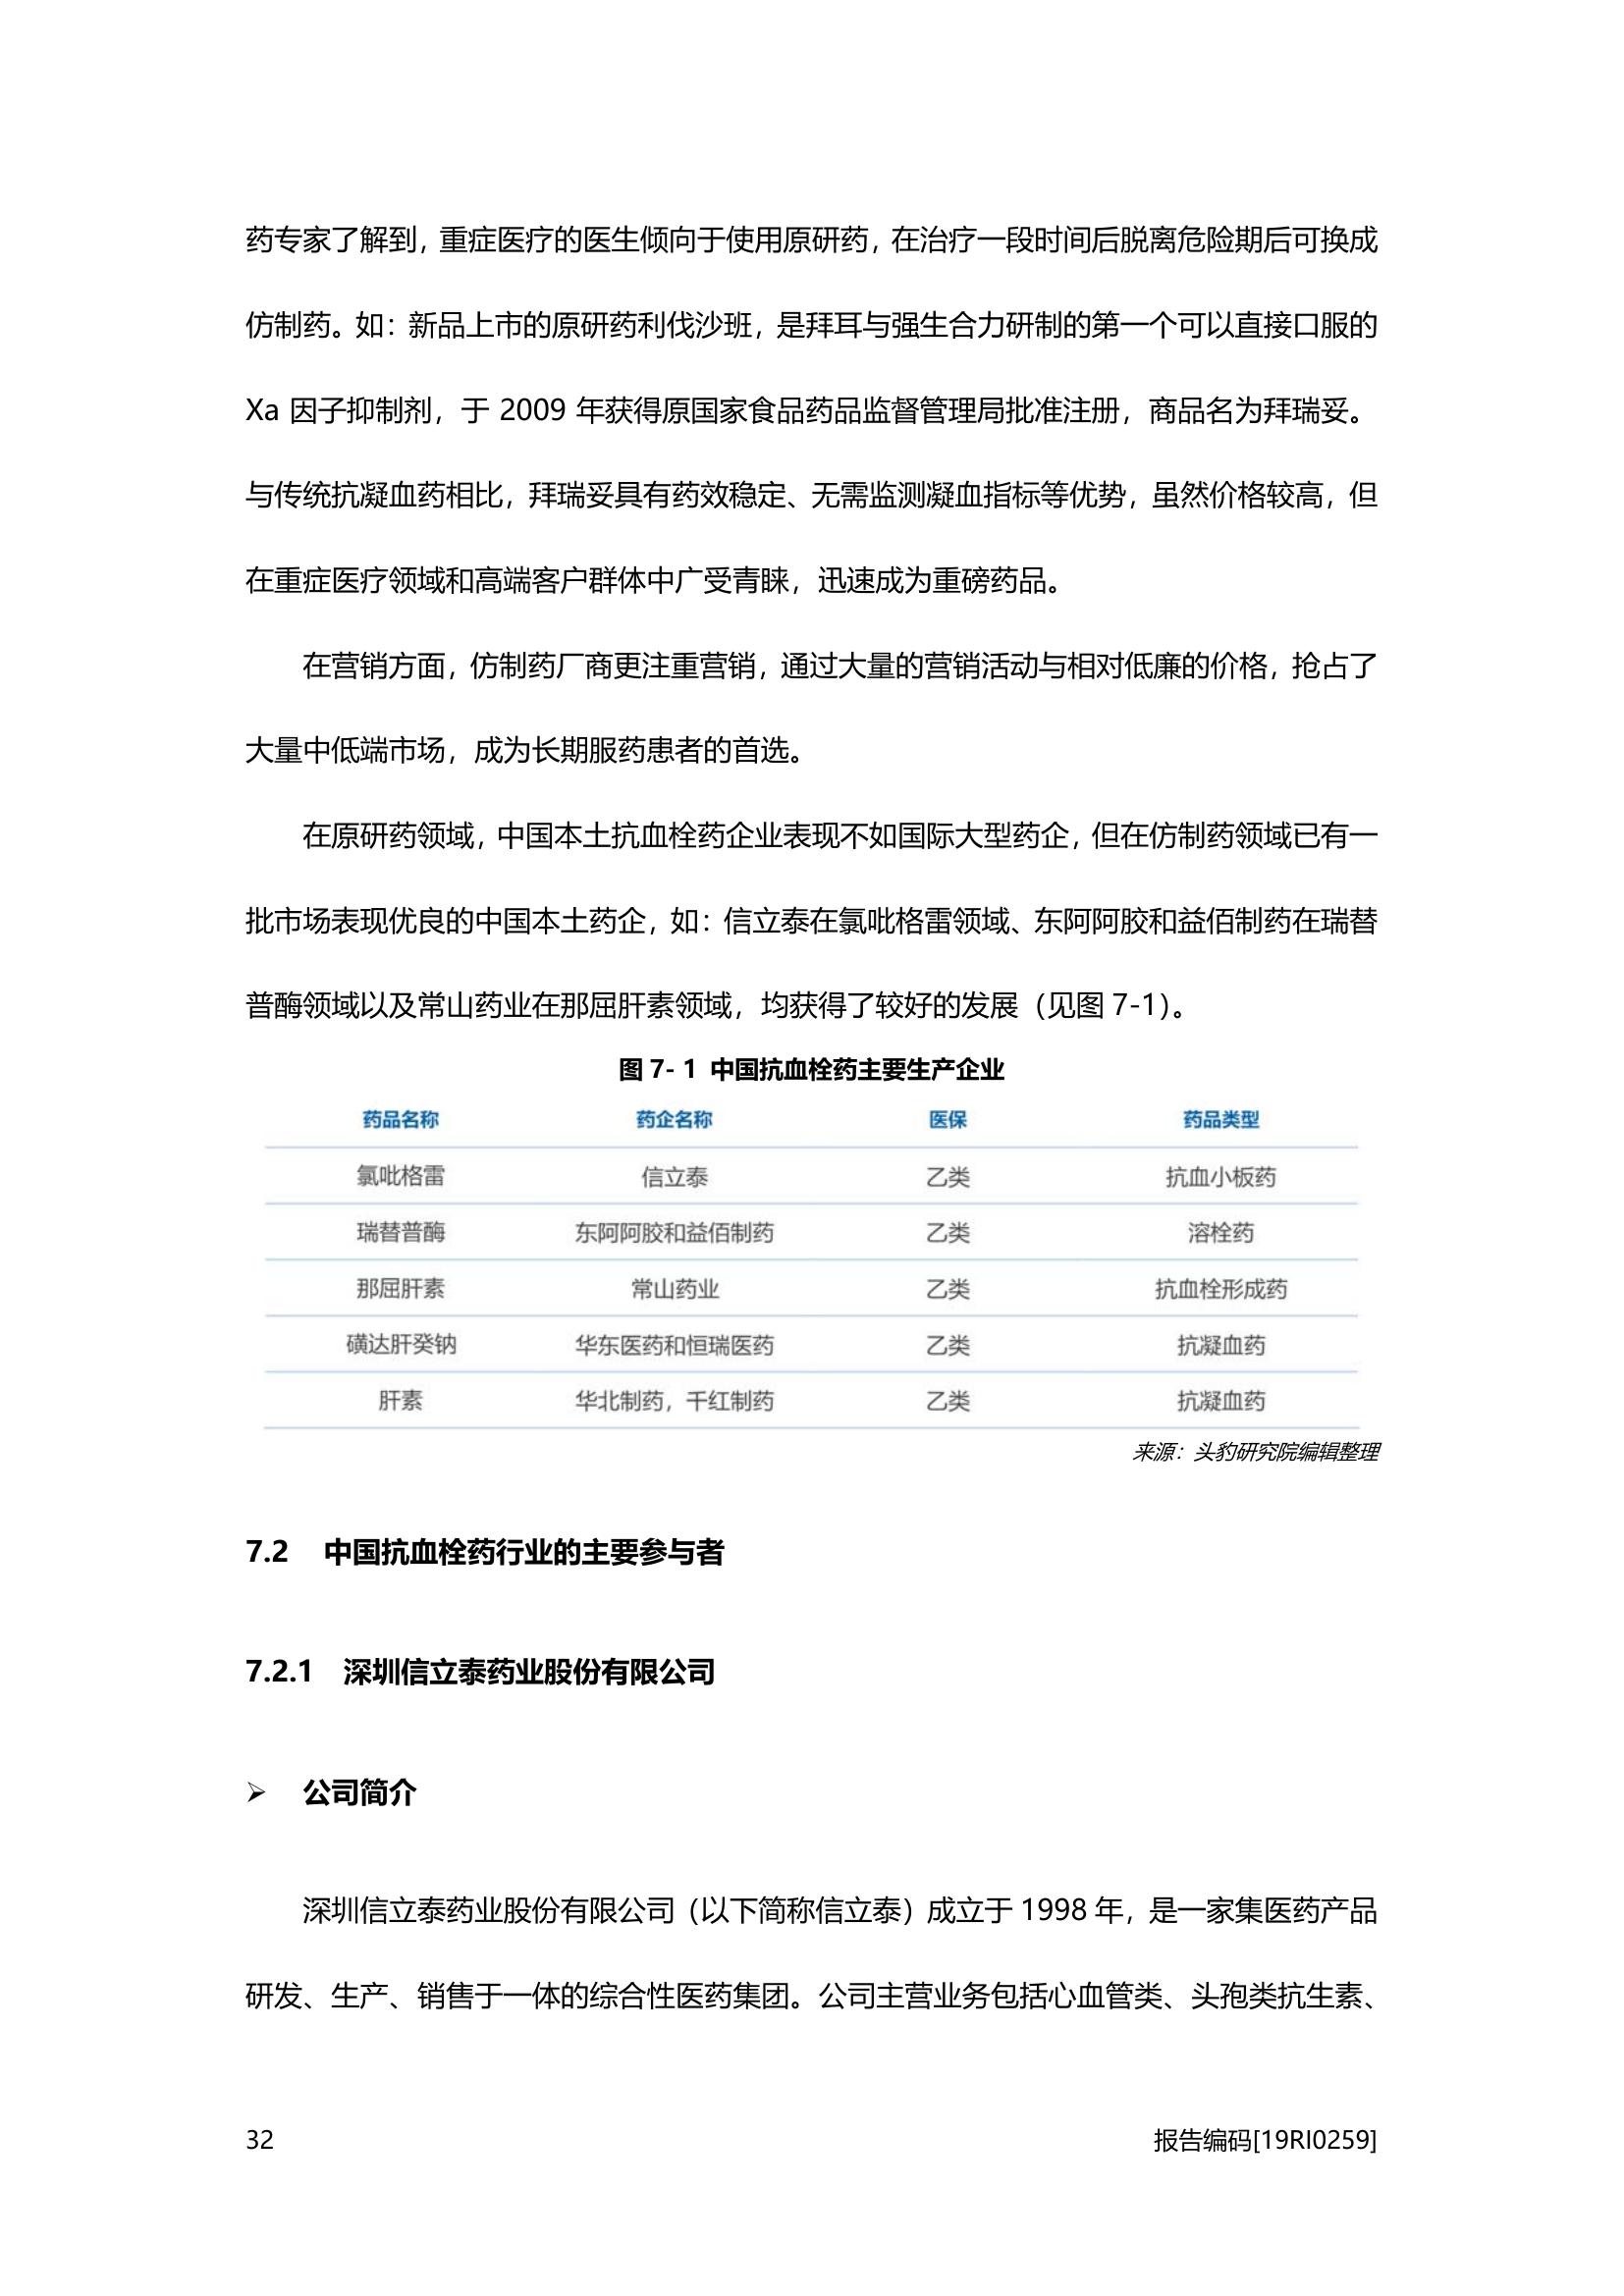 药专家了解到，重症医疗的医生倾向于使用原研药，在治疗一段时间后脱离危险期后可换成
仿制药。如：新品上市的原研药利伐沙班，是拜耳与强生合力研制的第一个可以直接口服的
Xa 因子抑制剂，于 2009 年获得原国家食品药品监督管理局批准注册，商品名为拜瑞妥。
与传统抗凝血药相比，拜瑞妥具有药效稳定、无需监测凝血指标等优势，虽然价格较高，但
在重症医疗领域和高端客户群体中广受青睐，迅速成为重磅药品。
在营销方面，仿制药厂商更注重营销，通过大量的营销活动与相对低廉的价格，抢占了
大量中低端市场，成为长期服药患者的首选。
在原研药领域，中国本土抗血栓药企业表现不如国际大型药企，但在仿制药领域已有一
批市场表现优良的中国本土药企，如：信立泰在氯吡格雷领域、东阿阿胶和益佰制药在瑞替
普酶领域以及常山药业在那屈肝素领域，均获得了较好的发展（见图 7-1）。
图 7- 1 中国抗血栓药主要生产企业
药品名称 药企名称 医保 药品类型
氯吡格雷 信立泰 乙类 抗血小板药
瑞替普酶 东阿阿胶和益佰制药 乙类 溶栓药
那屈肝素 常山药业 乙类 抗血栓形成药
磺达肝癸钠 华东医药和恒瑞医药 乙类 抗凝血药
肝素 华北制药，千红制药 乙类 抗凝血药
来源：头豹研究院编辑整理
7.2 中国抗血栓药行业的主要参与者
7.2.1 深圳信立泰药业股份有限公司
➢ 公司简介
深圳信立泰药业股份有限公司（以下简称信立泰）成立于 1998 年，是一家集医药产品
研发、生产、销售于一体的综合性医药集团。公司主营业务包括心血管类、头孢类抗生素、
32 报告编码[19RI0259]